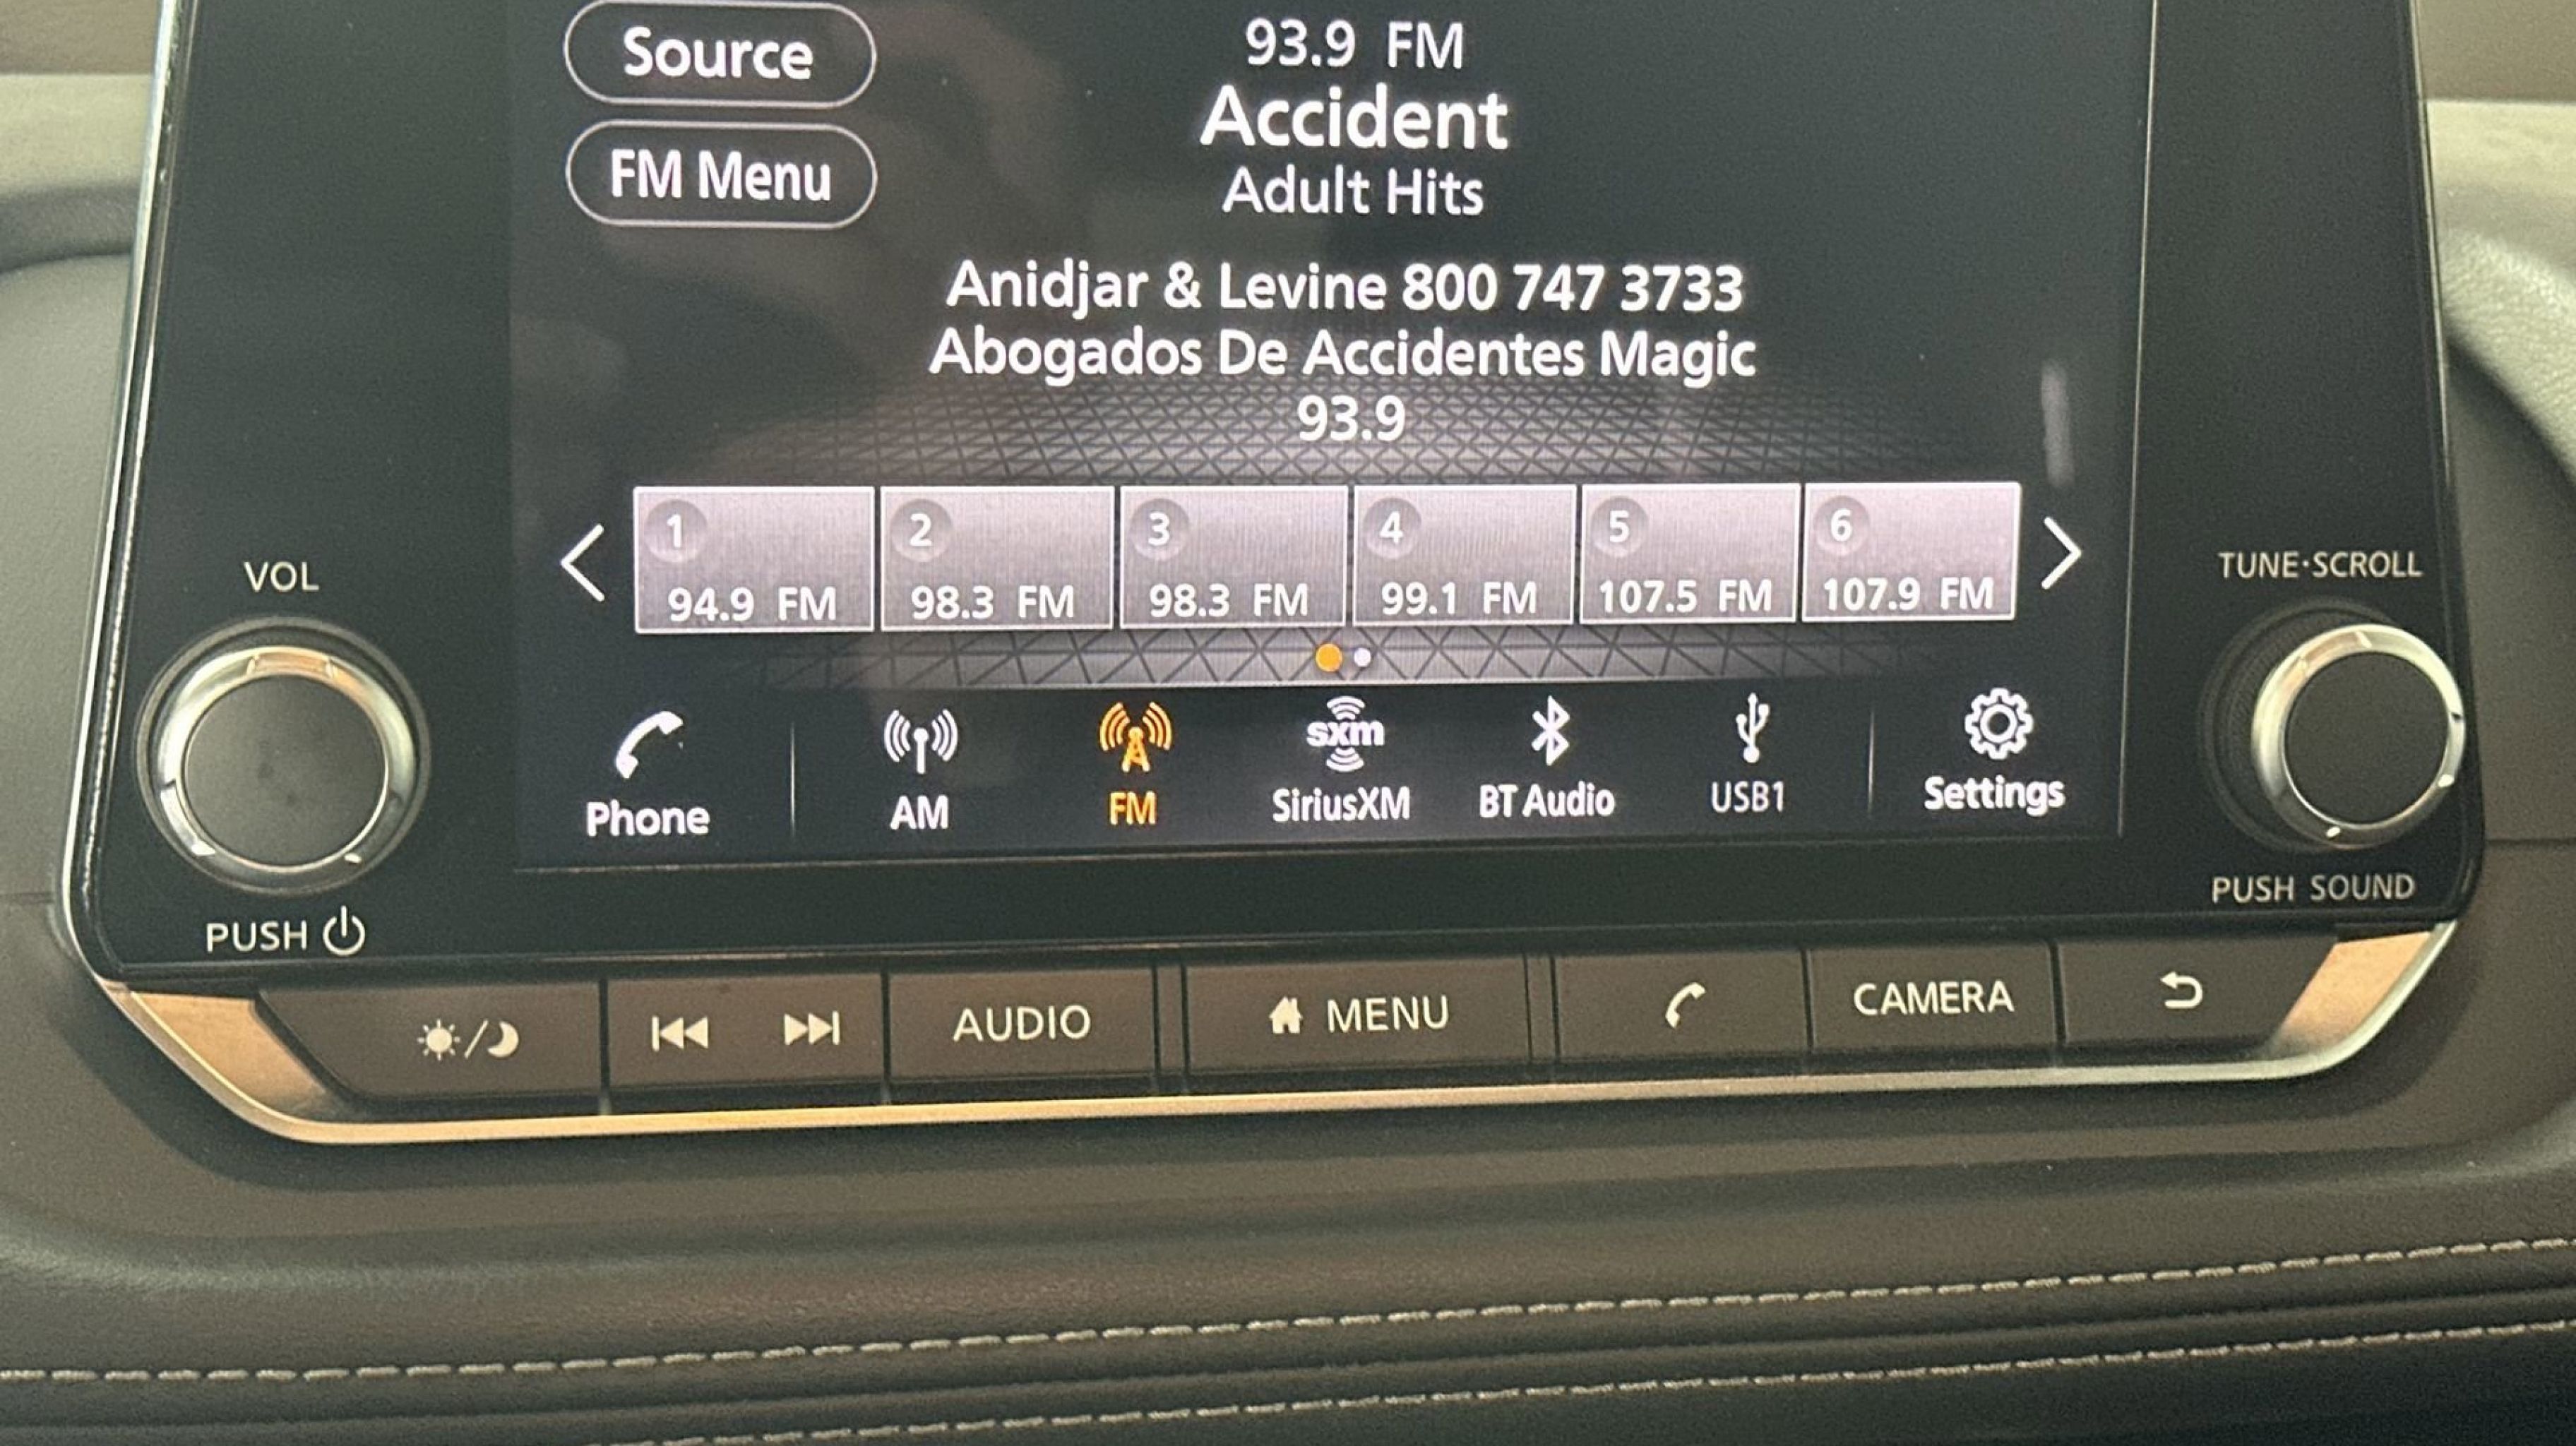 Source
93.9 FM
Accident
FM Menu
Adult Hits
Anidjar & Levine 800 747 3733
Abogados De Accidentes Magic
93.9
1 2 3 4 5 6
94.9 FM 98.3 FM 98.3 FM 99.1 FM 107.5 FM 107.9 FM
VOL
TUNE·SCROLL
sxm
Phone AM FM SiriusXM BT Audio USB1 Settings
PUSH
PUSH SOUND
AUDIO MENU CAMERA